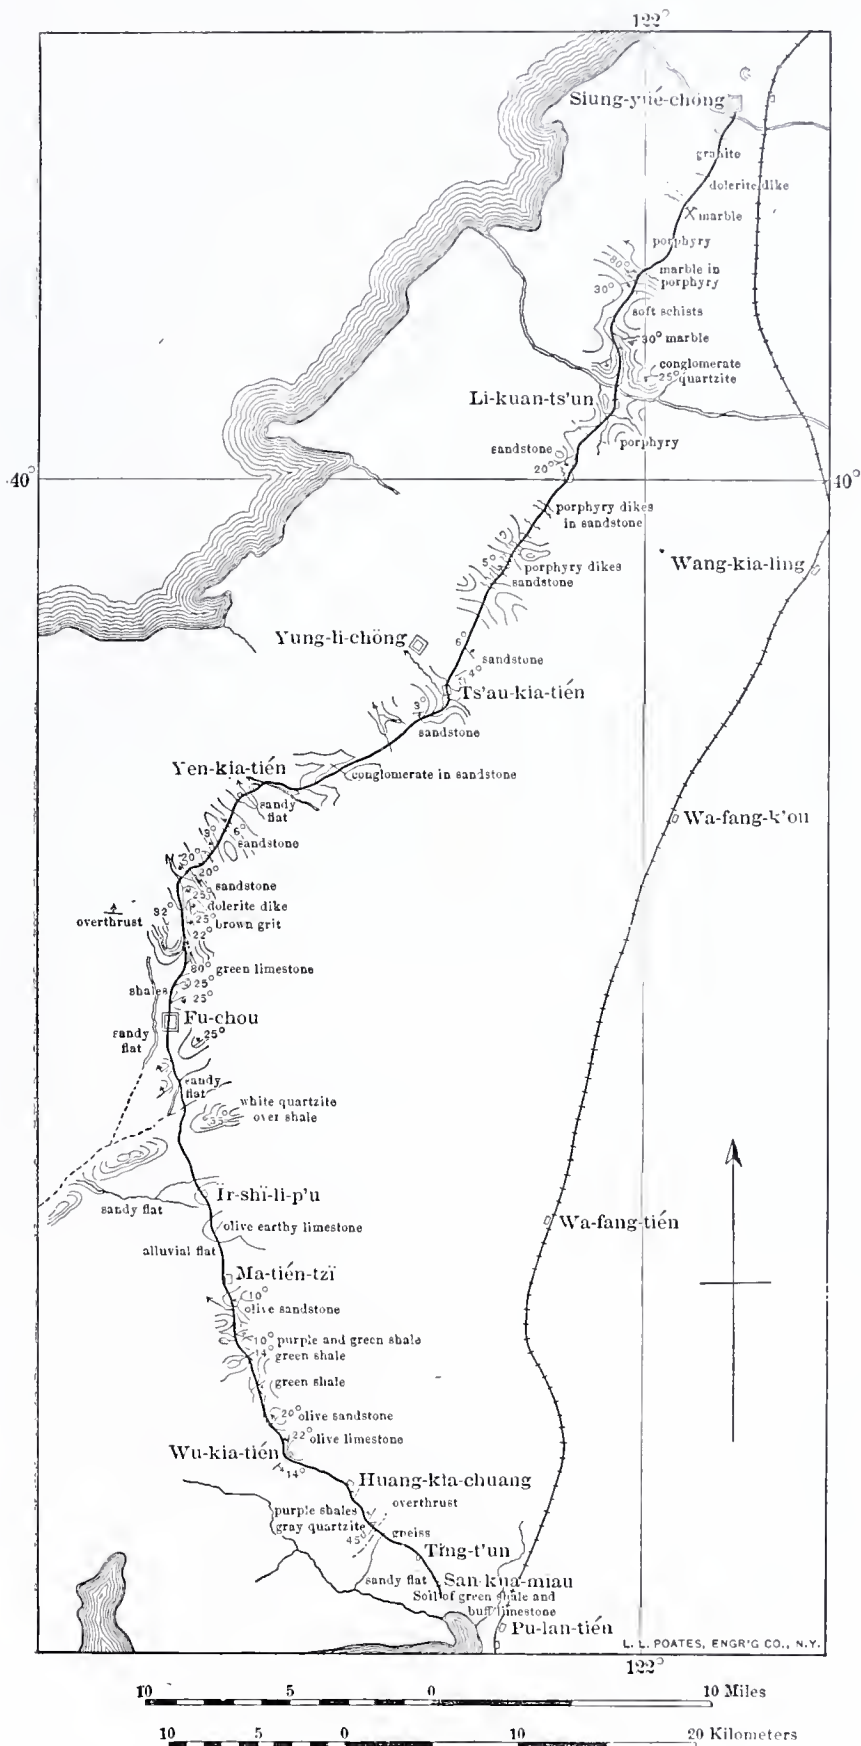 122°
Siung-yüé-chöng
granite
dolerite dike
X marble
porphyry
80°
marble in
porphyry
30°
soft schists
30° marble
conglomerate
25° quartzite
Li-kuan-ts'un
porphyry
sandstone
20°
40°
40°
porphyry dikes
in sandstone
5°
porphyry dikes
sandstone
Wang-kia-ling
Yung-li-chöng
6°
sandstone
4°
Ts'au-kia-tién
3°
sandstone
Yen-kia-tién
conglomerate in sandstone
sandy
flat
Wa-fang-k'ou
6°
sandstone
20°
20°
sandstone
25°
dolerite dike
overthrust
32°
25° brown grit
22°
80° green limestone
25°
shales
25°
Fu-chou
sandy
flat
25°
sandy
flat
white quartzite
over shale
Ïr-shï-li-p'u
sandy flat
Wa-fang-tién
olive earthy limestone
alluvial flat
Ma-tién-tzï
10°
olive sandstone
10° purple and green shale
14° green shale
green shale
20° olive sandstone
22° olive limestone
Wu-kia-tién
14°
Huang-kia-chuang
overthrust
purple shales
gray quartzite
45°
gneiss
Ting-t'un
sandy flat
San-kua-miau
Soil of green shale and
buff limestone
Pu-lan-tién
L. L. POATES, ENGR'G CO., N.Y.
122°
10 5 0 10 Miles
10 5 0 10 20 Kilometers